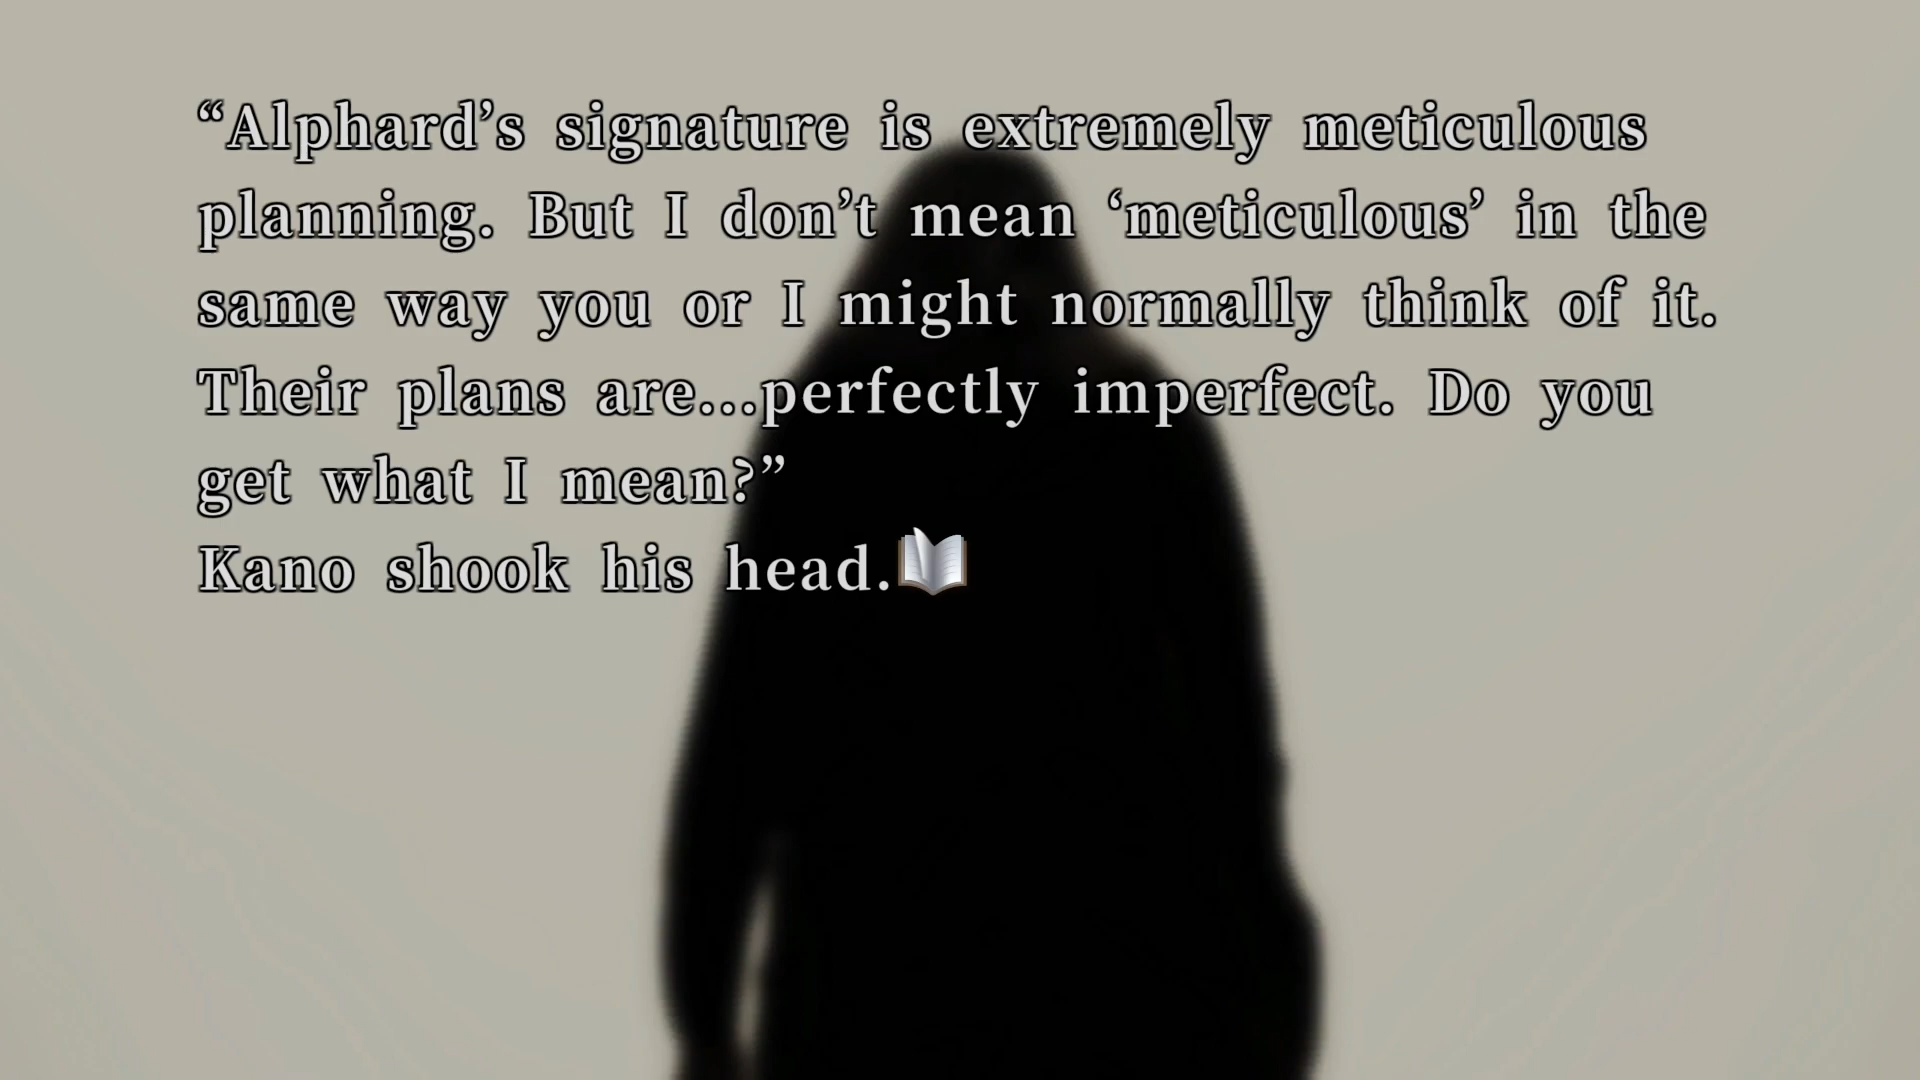 “Alphard’s signature is extremely meticulous
planning. But I don’t mean ‘meticulous’ in the
same way you or I might normally think of it.
Their plans are...perfectly imperfect. Do you
get what I mean?”
Kano shook his head.